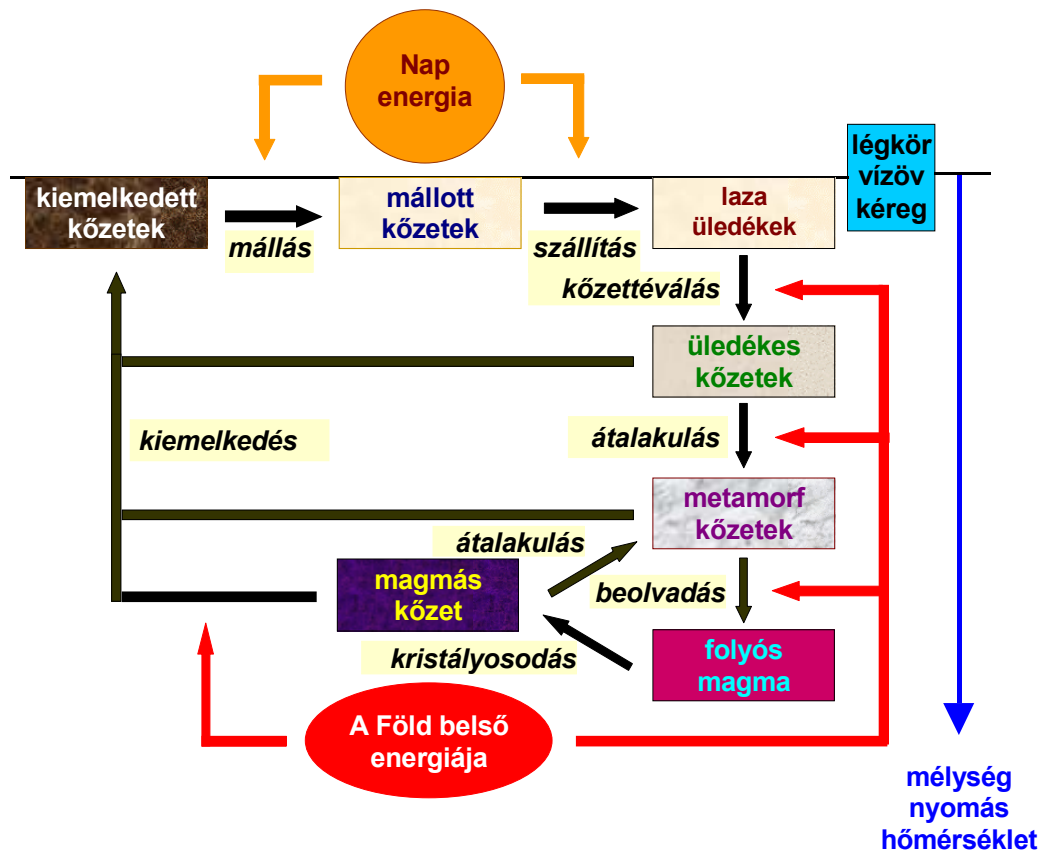 Nap
energia
légkör
vízöv
kéreg
kiemelkedett
kőzetek
mállás
mállott
kőzetek
szállítás
laza
üledékek
kőzettéválás
üledékes
kőzetek
kiemelkedés
átalakulás
metamorf
kőzetek
átalakulás
magmás
kőzet
beolvadás
kristályosodás
folyós
magma
A Föld belső
energiája
mélység
nyomás
hőmérséklet